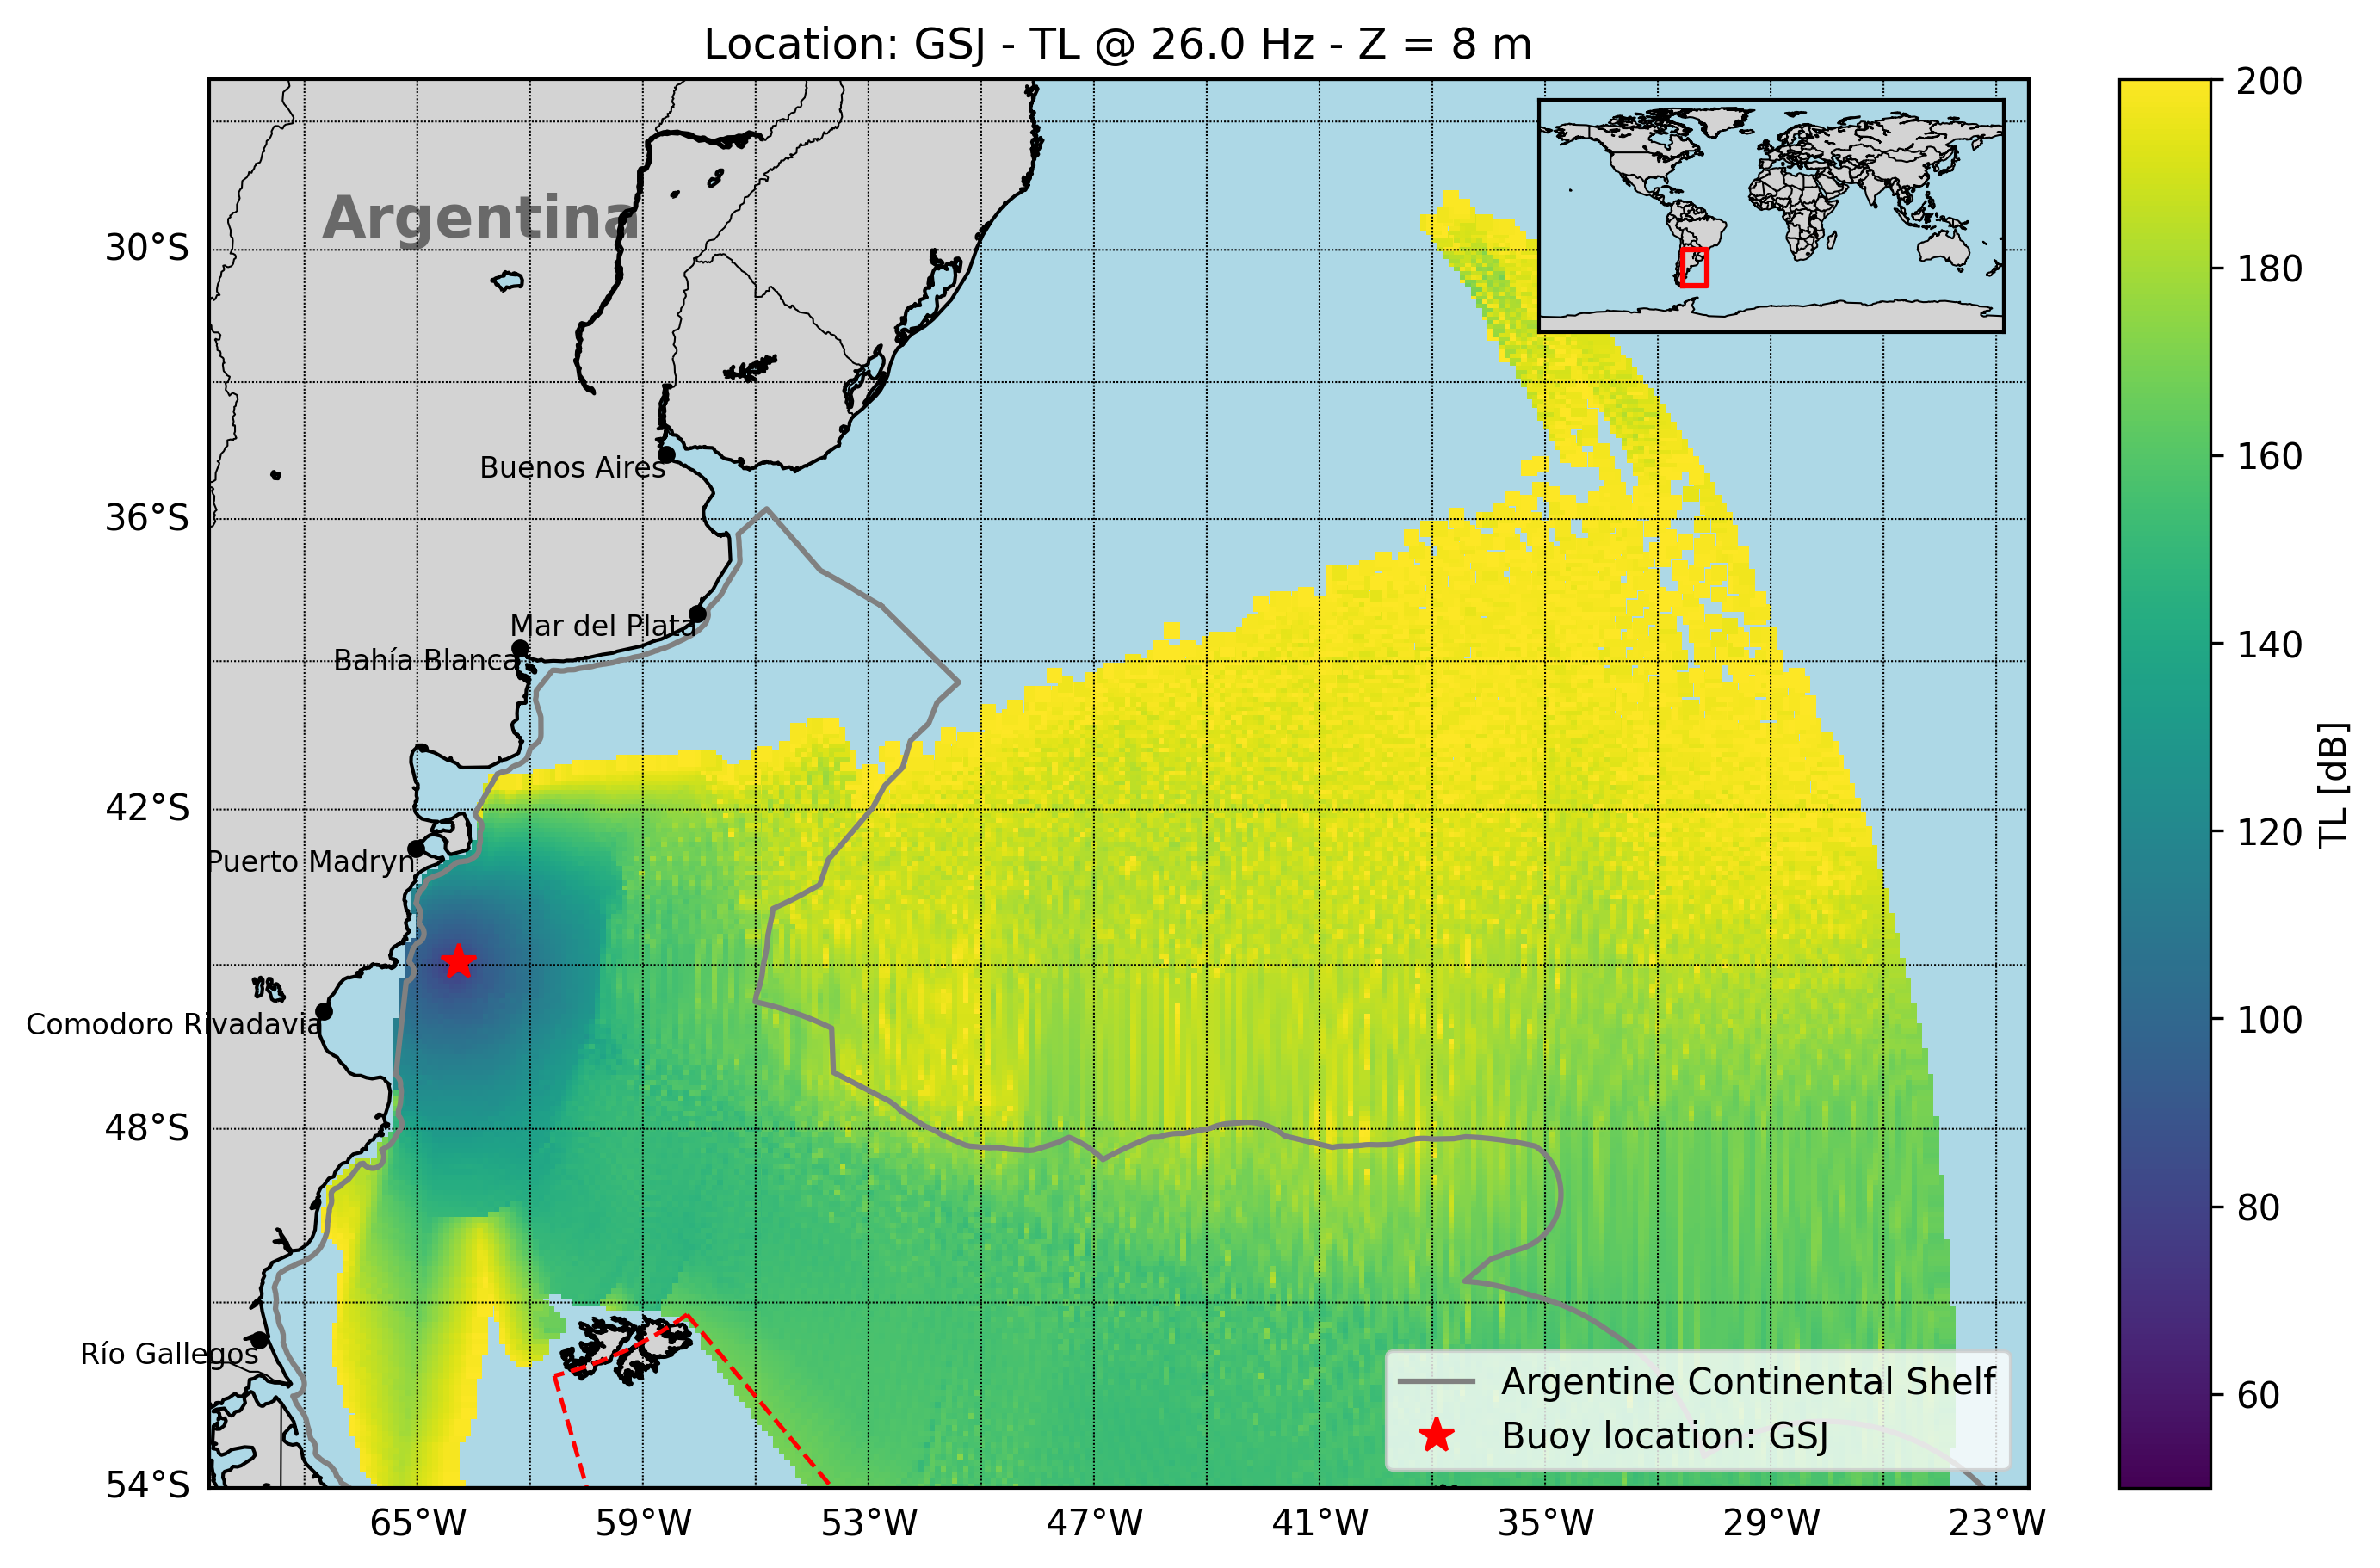 Location: GSJ - TL @ 26.0 Hz - Z = 8 m
Argentina
30°S
36°S
42°S
48°S
54°S
Buenos Aires
Mar del Plata
Bahía Blanca
Puerto Madryn
Comodoro Rivadavia
Río Gallegos
65°W
59°W
53°W
47°W
41°W
35°W
29°W
23°W
Argentine Continental Shelf
Buoy location: GSJ
200
180
160
140
120
100
80
60
TL [dB]